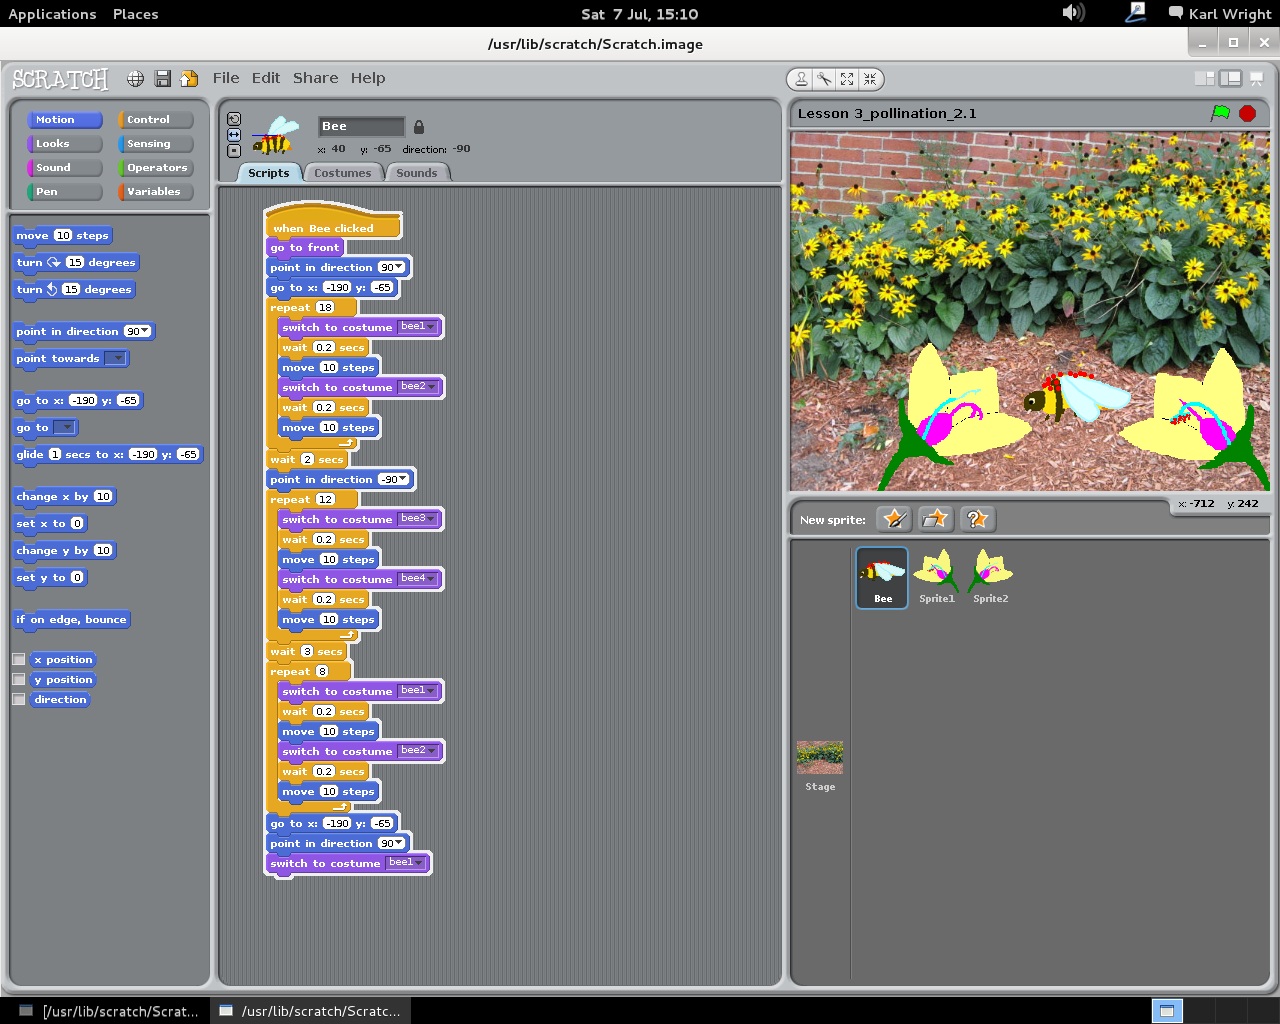 Applications Places Sat 7 Jul, 15:10 Karl Wright
/usr/lib/scratch/Scratch.image
SCRATCH File Edit Share Help
Motion Control
Looks Sensing
Sound Operators
Pen Variables
move 10 steps
turn 15 degrees
turn 15 degrees
point in direction 90
point towards
go to x: -190 y: -65
go to
glide 1 secs to x: -190 y: -65
change x by 10
set x to 0
change y by 10
set y to 0
if on edge, bounce
x position
y position
direction
Bee
x: 40 y: -65 direction: -90
Scripts Costumes Sounds
when Bee clicked
go to front
point in direction 90
go to x: -190 y: -65
repeat 18
switch to costume bee1
wait 0.2 secs
move 10 steps
switch to costume bee2
wait 0.2 secs
move 10 steps
wait 2 secs
point in direction -90
repeat 12
switch to costume bee3
wait 0.2 secs
move 10 steps
switch to costume bee4
wait 0.2 secs
move 10 steps
wait 3 secs
repeat 8
switch to costume bee1
wait 0.2 secs
move 10 steps
switch to costume bee2
wait 0.2 secs
move 10 steps
go to x: -190 y: -65
point in direction 90
switch to costume bee1
Lesson 3_pollination_2.1
x: -712 y: 242
New sprite:
Bee Sprite1 Sprite2
Stage
[/usr/lib/scratch/Scrat... /usr/lib/scratch/Scratc...